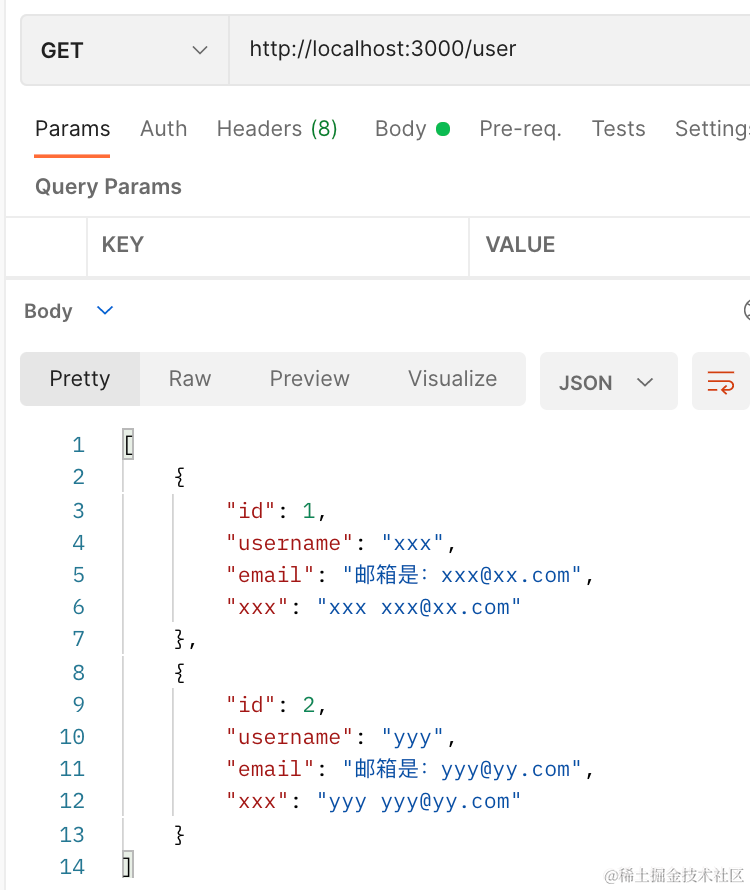 GET http://localhost:3000/user
Params Auth Headers (8) Body Pre-req. Tests Settings
Query Params
KEY VALUE
Body
Pretty Raw Preview Visualize JSON
1 [
2 {
3 "id": 1,
4 "username": "xxx",
5 "email": "邮箱是：xxx@xx.com",
6 "xxx": "xxx xxx@xx.com"
7 },
8 {
9 "id": 2,
10 "username": "yyy",
11 "email": "邮箱是：yyy@yy.com",
12 "xxx": "yyy yyy@yy.com"
13 }
14 ]
@稀土掘金技术社区